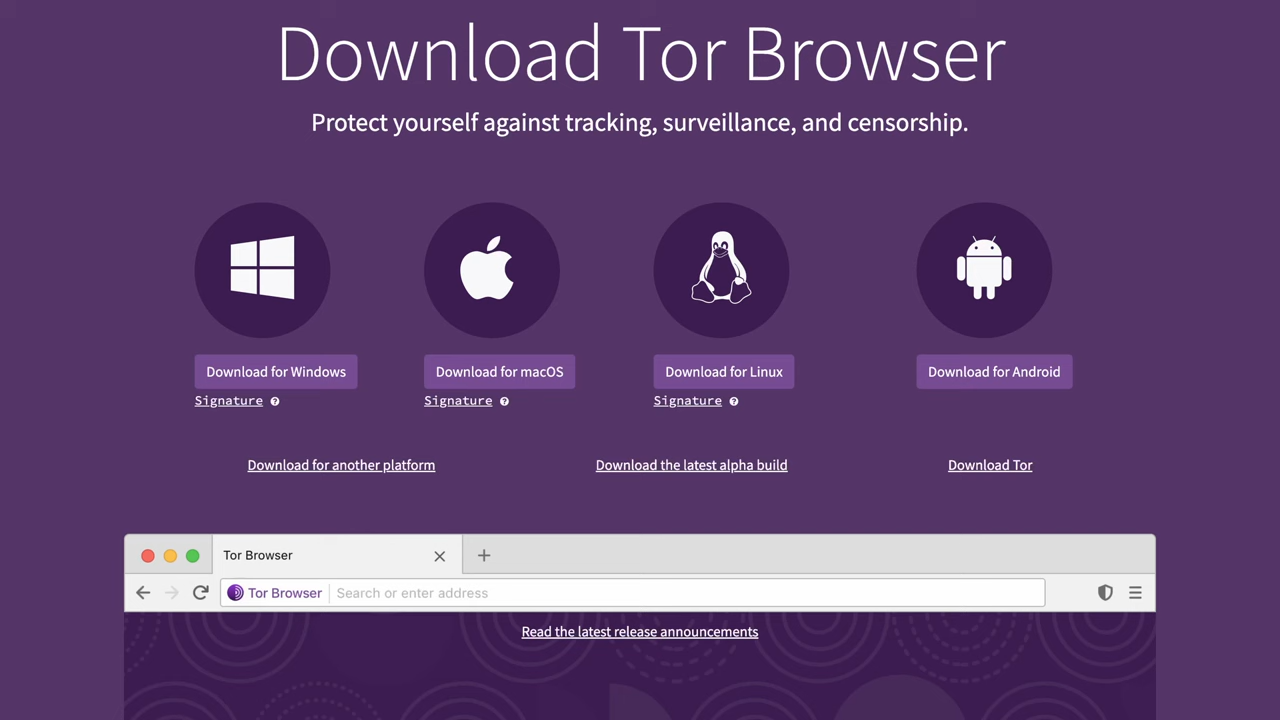 Download Tor Browser
Protect yourself against tracking, surveillance, and censorship.
Download for Windows
Download for macOS
Download for Linux
Download for Android
Signature ?
Signature ?
Signature ?
Download for another platform
Download the latest alpha build
Download Tor
Tor Browser
Tor Browser
Search or enter address
Read the latest release announcements